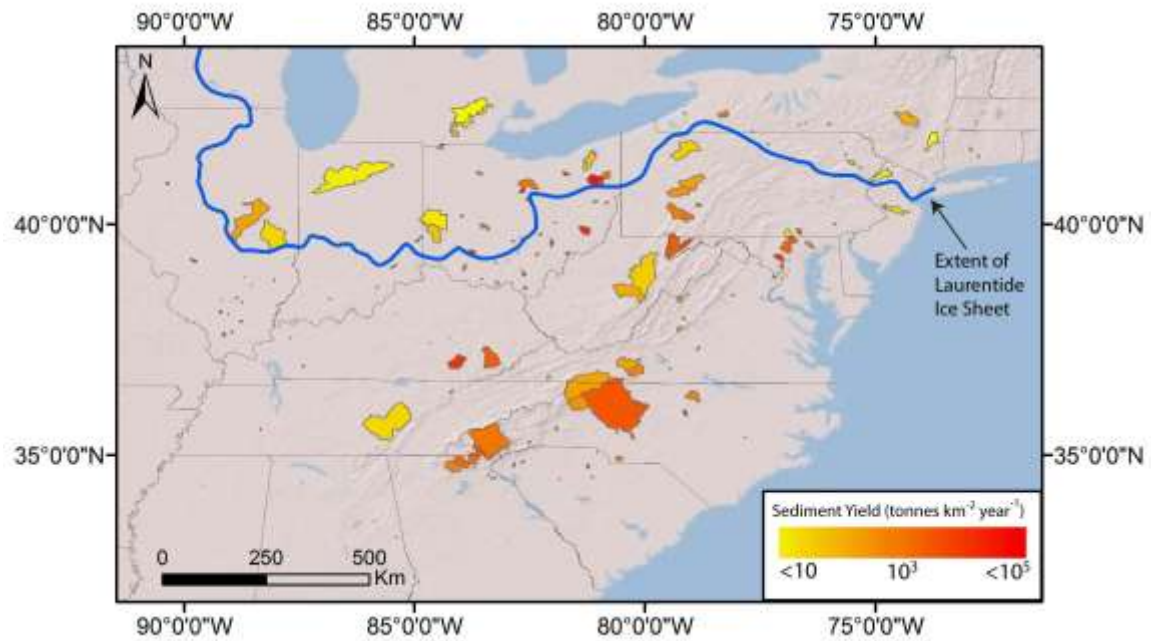 90°0'0"W 85°0'0"W 80°0'0"W 75°0'0"W
N
40°0'0"N 40°0'0"N
Extent of
Laurentide
Ice Sheet
35°0'0"N 35°0'0"N
Sediment Yield (tonnes km⁻² year⁻¹)
<10 10³ <10⁵
0 250 500
Km
90°0'0"W 85°0'0"W 80°0'0"W 75°0'0"W